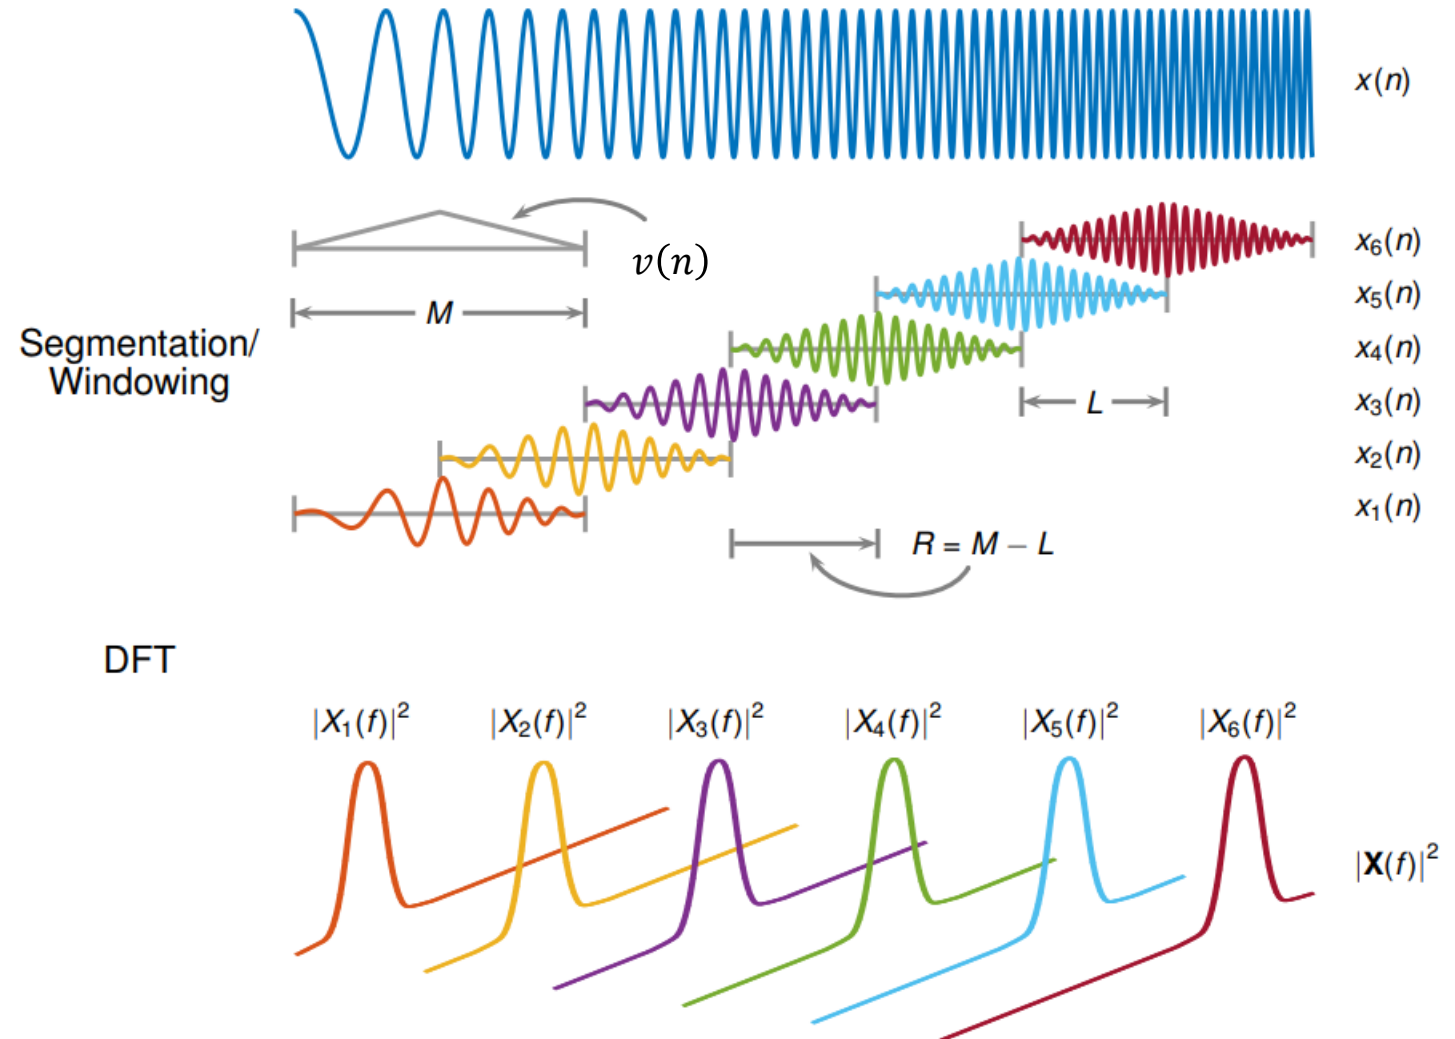 x(n)
v(n)
x₆(n)
x₅(n)
M
Segmentation/
Windowing
x₄(n)
L
x₃(n)
x₂(n)
x₁(n)
R = M − L
DFT
|X₁(f)|²
|X₂(f)|²
|X₃(f)|²
|X₄(f)|²
|X₅(f)|²
|X₆(f)|²
|X(f)|²